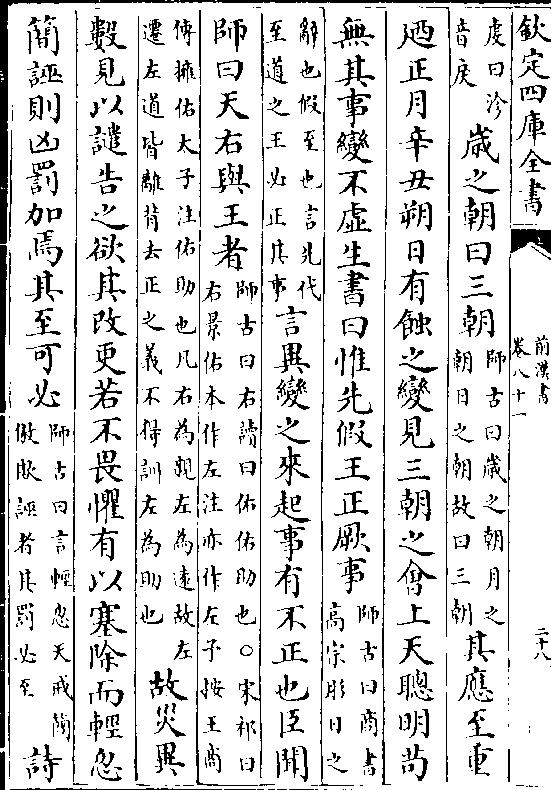 欽定四庫全書
前漢書
卷八十一
二十八
虔曰沴
音戾
歲之朝曰三朝
師古曰歲之朝月之
朝日之朝故曰三朝
其應至重
廼正月辛丑朔日有蝕之變見三朝之會上天聰明苟
無其事變不虛生書曰惟先假王正厥事
師古曰商書
高宗肜日之
辭也假至也言先代
至道之王必正其事
言異變之來起事有不正也臣聞
師曰天右與王者
師古曰右讀曰佑佑助也○宋祁曰
右景佑本作左注亦作左予按王商
傳擁佑太子注佑助也凡右為親左為逺故左
遷左道皆離背去正之義不得訓左為助也
故災異
數見以譴告之欲其改更若不畏懼有以塞除而輕忽
簡誣則凶罰加焉其至可必
師古曰言輕忽天戒簡
傲欺誣者其罰必至
詩